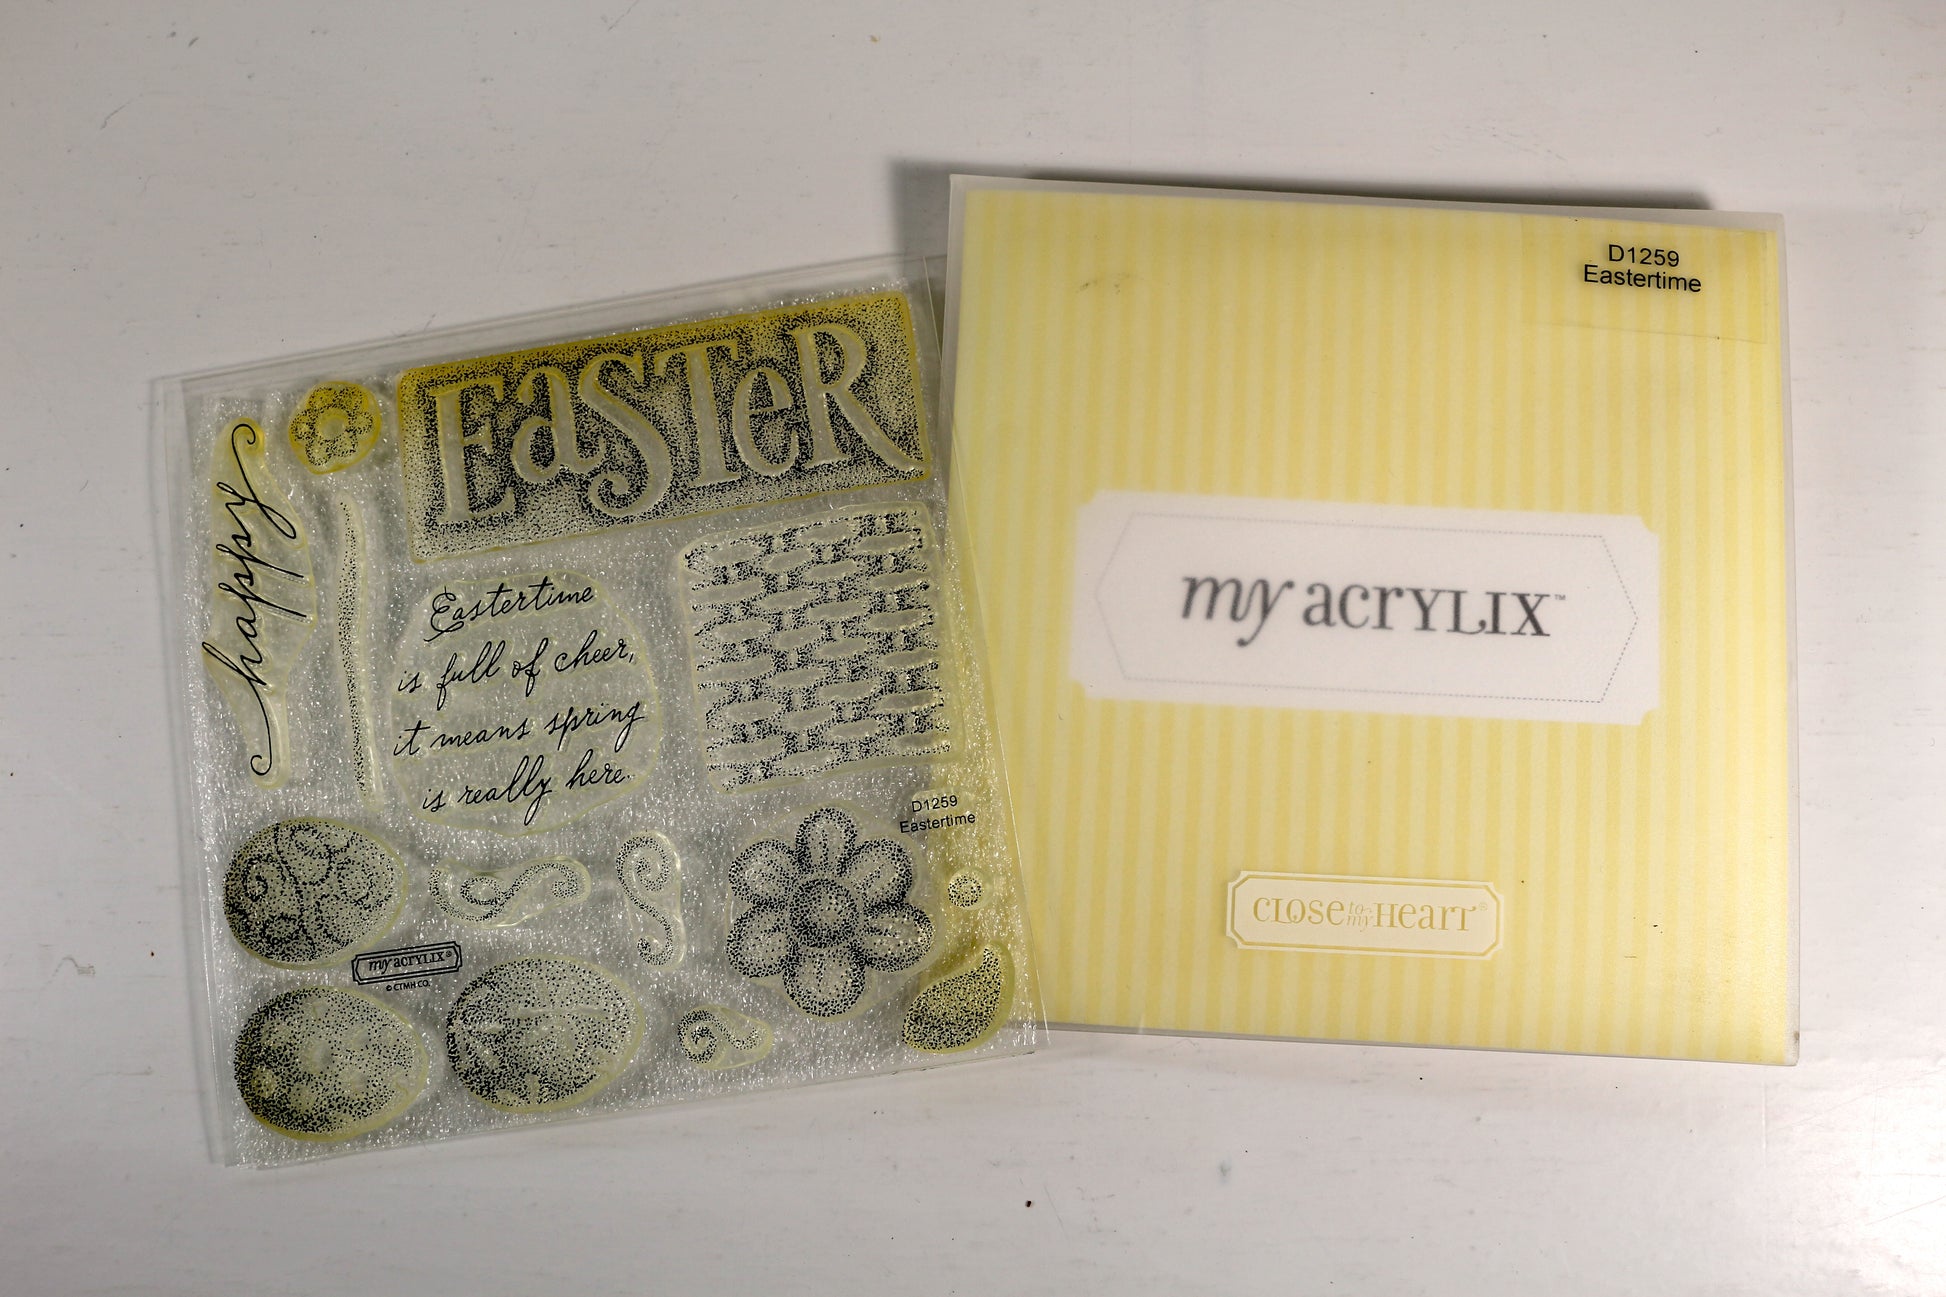 EaSTeR
happy
Eastertime
is full of cheer,
it means spring
is really here.
D1259
Eastertime
my acrylix®
© CTMH CO.
D1259
Eastertime
my acrylix™
close to my heart®